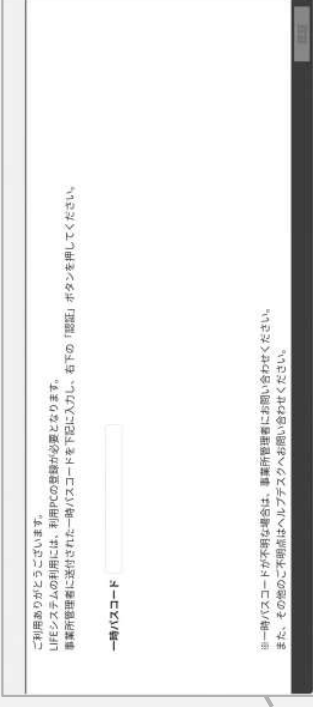 ご利用ありがとうございます。
LIFEシステムの利用には、利用PCの登録が必要となります。
事業所管理者に送付された一時パスコードを下記に入力し、右下の「認証」ボタンを押してください。
一時パスコード
※一時パスコードが不明な場合は、事業所管理者にお問い合わせください。
また、その他のご不明点はヘルプデスクへお問い合わせください。
認証